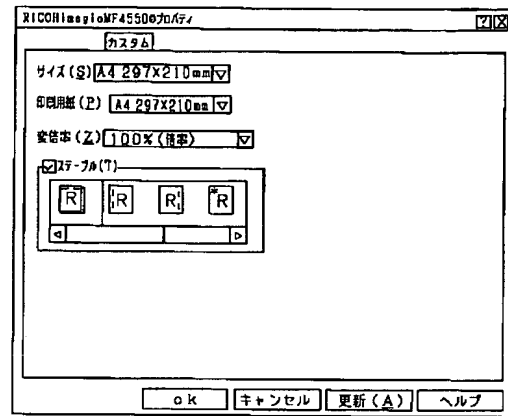 RICOHimagioMF4550のプロパティ ? X
カスタム
サイズ(S) A4 297X210mm
印刷用紙(P) A4 297X210mm
変倍率(Z) 100%(倍率)
ステープル(T)
R R R *R
ok キャンセル 更新(A) ヘルプ